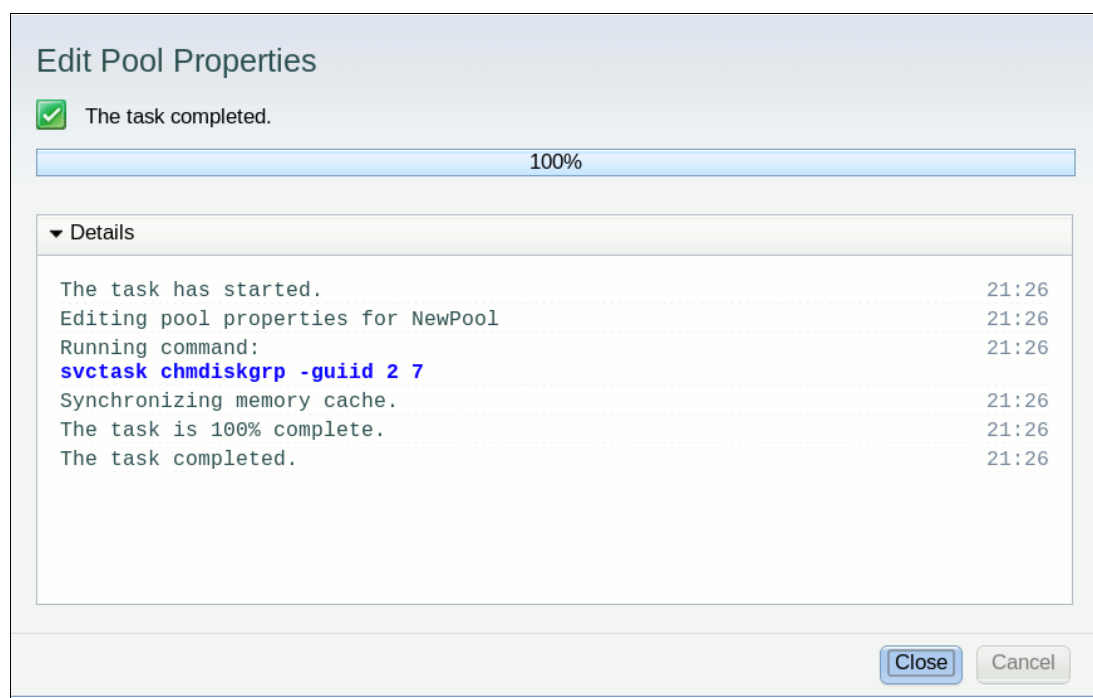 Edit Pool Properties
The task completed.
100%
Details
The task has started. 21:26
Editing pool properties for NewPool 21:26
Running command: 21:26
svctask chmdiskgrp -guiid 2 7
Synchronizing memory cache. 21:26
The task is 100% complete. 21:26
The task completed. 21:26
Close Cancel